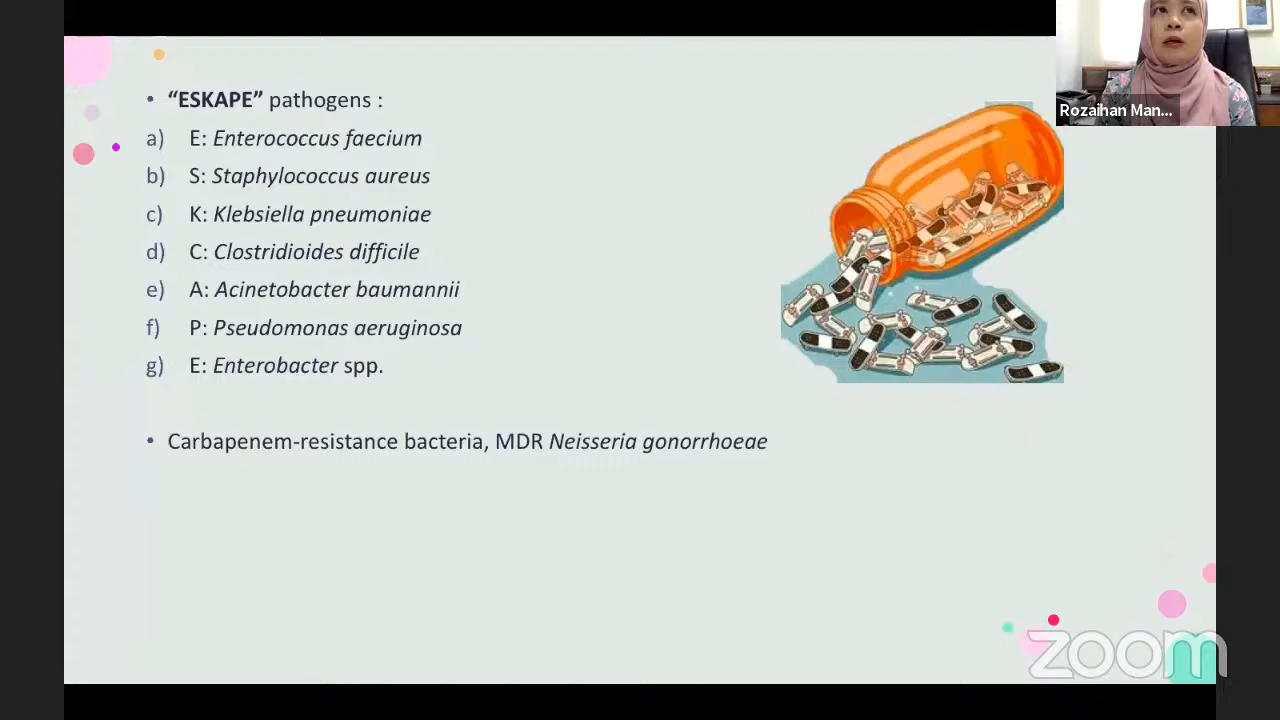 • “ESKAPE” pathogens :
a) E: Enterococcus faecium
b) S: Staphylococcus aureus
c) K: Klebsiella pneumoniae
d) C: Clostridioides difficile
e) A: Acinetobacter baumannii
f) P: Pseudomonas aeruginosa
g) E: Enterobacter spp.
• Carbapenem-resistance bacteria, MDR Neisseria gonorrhoeae
Rozaihan Man...
zoom